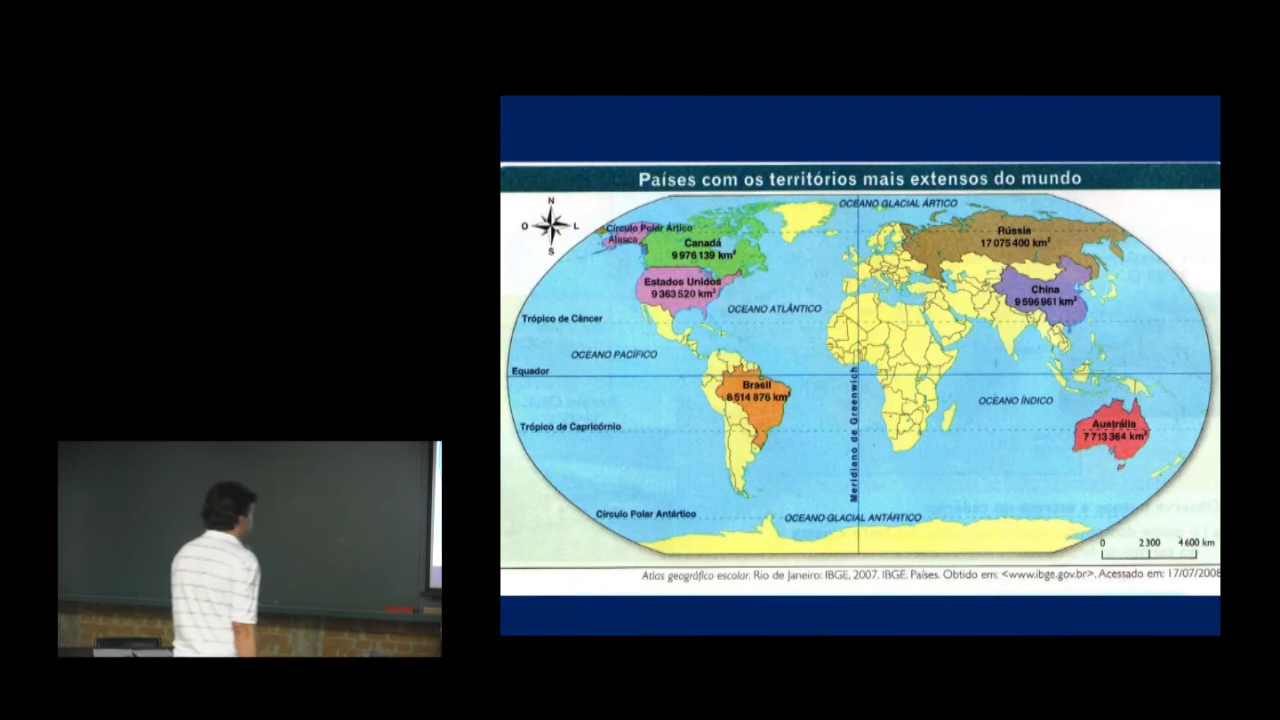 Países com os territórios mais extensos do mundo
N
O
L
S
OCEANO GLACIAL ÁRTICO
Círculo Polar Ártico
Alasca
Canadá
9 976 139 km²
Rússia
17 075 400 km²
Estados Unidos
9 363 520 km²
China
9 596 961 km²
OCEANO ATLÂNTICO
Trópico de Câncer
OCEANO PACÍFICO
Equador
Brasil
8 514 876 km²
OCEANO ÍNDICO
Meridiano de Greenwich
Trópico de Capricórnio
Austrália
7 713 364 km²
Círculo Polar Antártico
OCEANO GLACIAL ANTÁRTICO
0 2 300 4 600 km
Atlas geográfico escolar. Rio de Janeiro: IBGE, 2007. IBGE. Países. Obtido em: <www.ibge.gov.br>. Acessado em: 17/07/2008